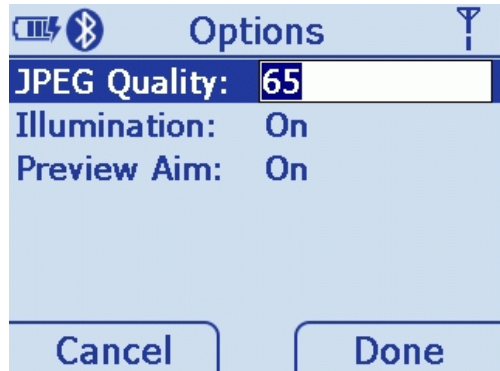 Options
JPEG Quality: 65
Illumination: On
Preview Aim: On
Cancel Done